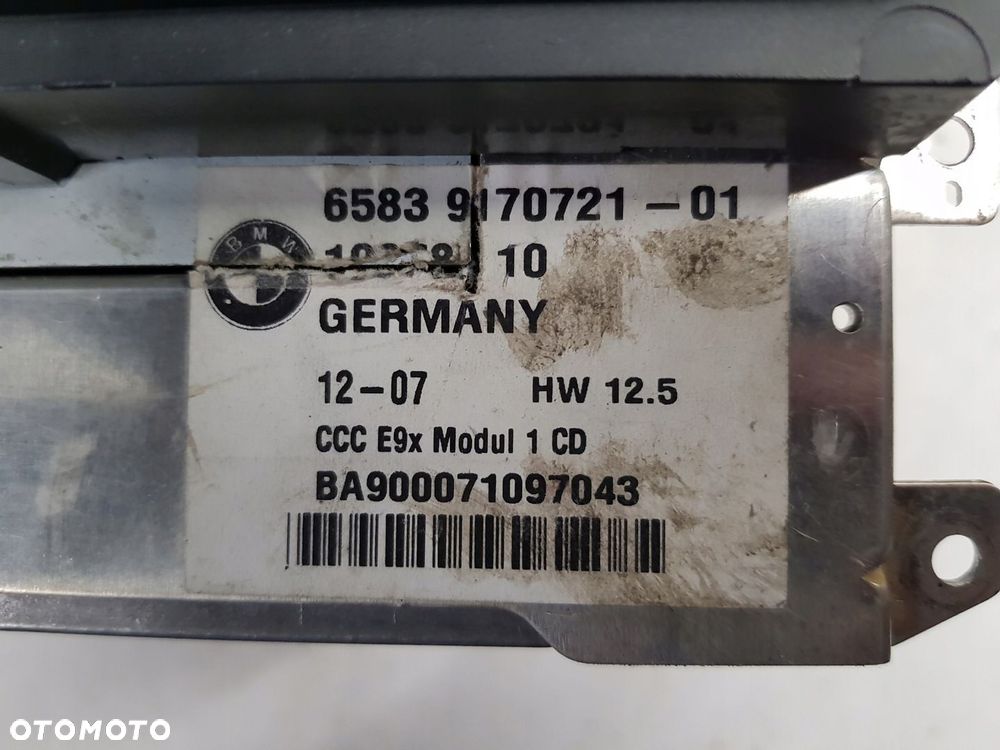 6583 9170721-01
10
BMW
GERMANY
12-07 HW 12.5
CCC E9x Modul 1 CD
BA900071097043
OTOMOTO